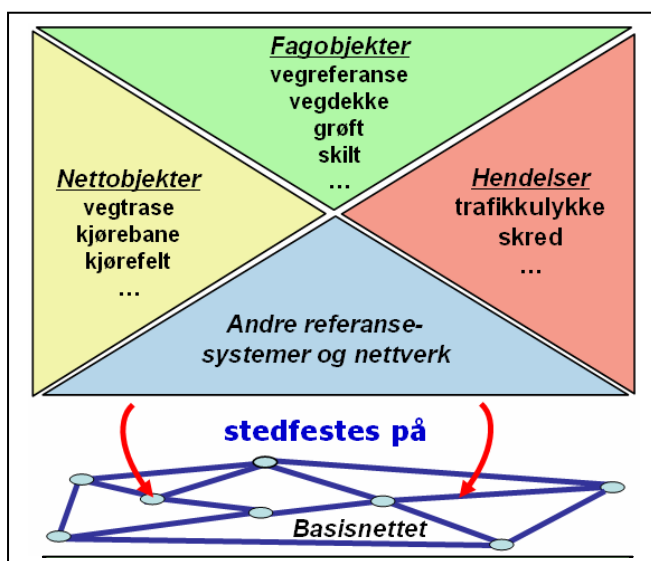 Fagobjekter
vegreferanse
vegdekke
grøft
skilt
...
Nettobjekter
vegtrase
kjørebane
kjørefelt
...
Hendelser
trafikkulykke
skred
...
Andre referanse-
systemer og nettverk
stedfestes på
Basisnettet